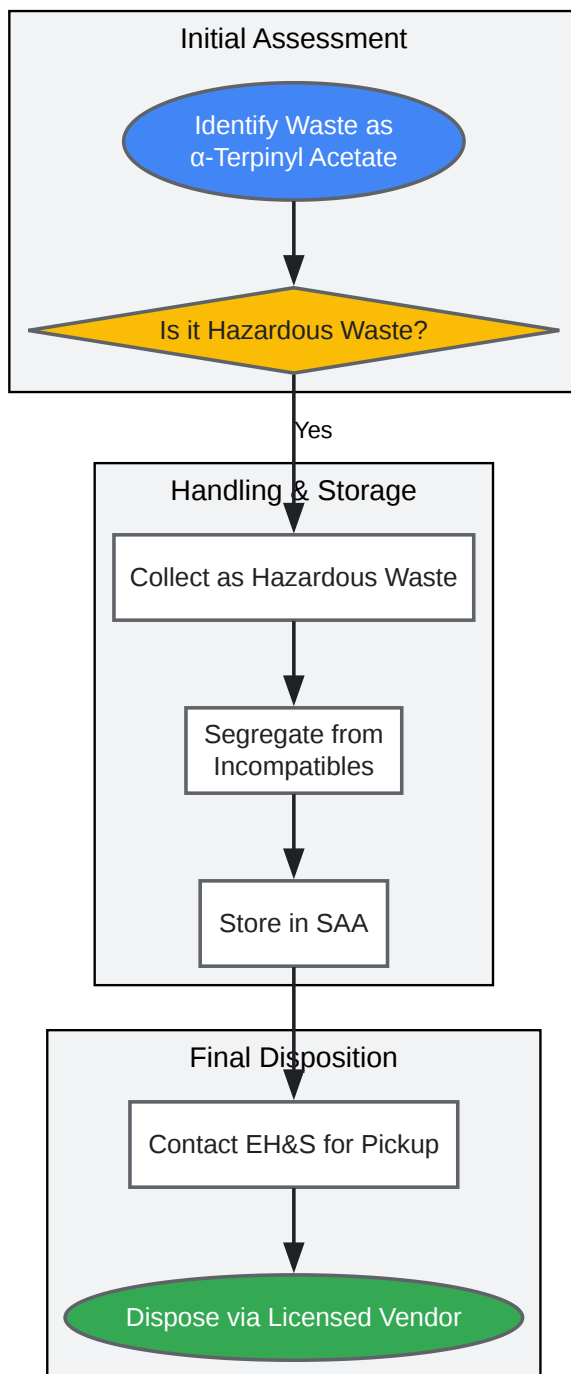 Initial Assessment
Identify Waste as
α-Terpinyl Acetate
Is it Hazardous Waste?
Yes
Handling & Storage
Collect as Hazardous Waste
Segregate from
Incompatibles
Store in SAA
Final Disposition
Contact EH&S for Pickup
Dispose via Licensed Vendor